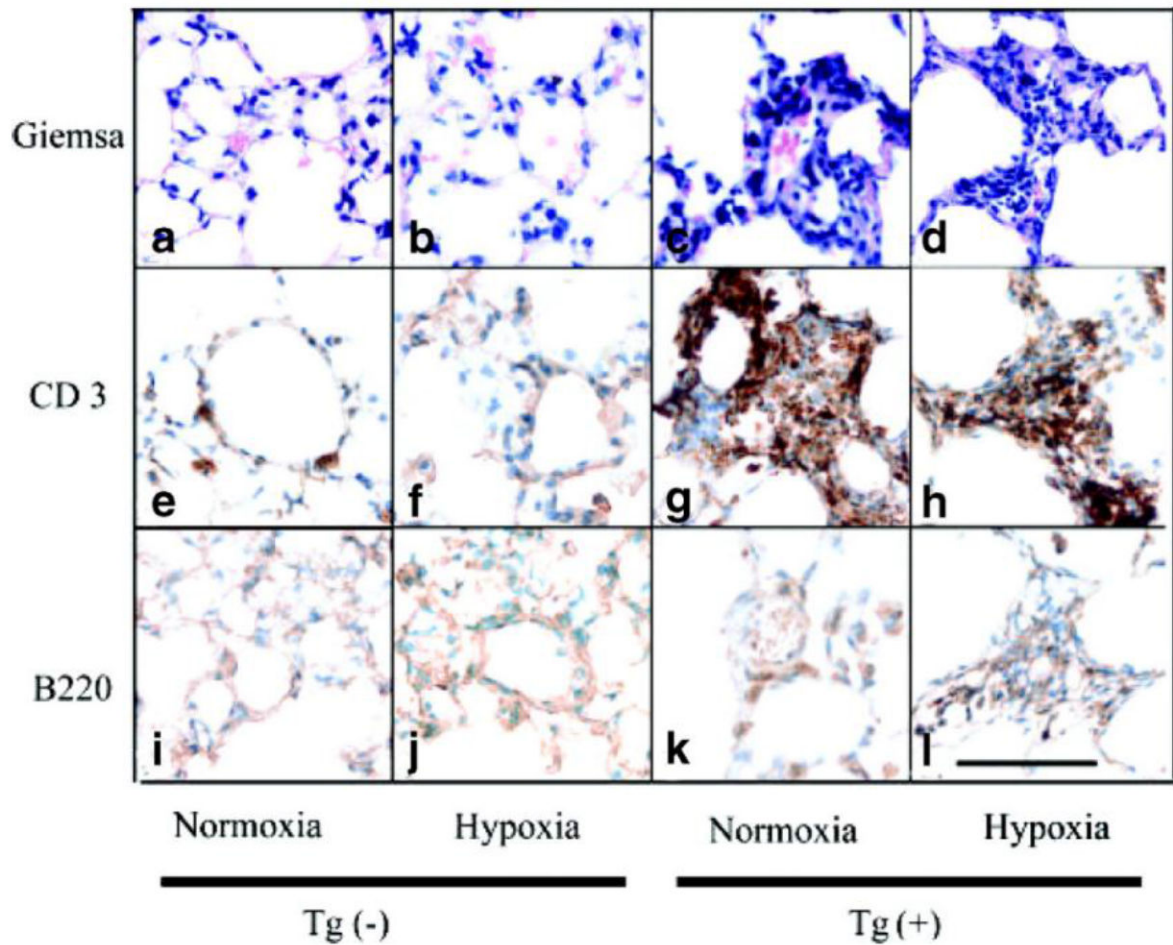 Giemsa
a
b
c
d
CD 3
e
f
g
h
B220
i
j
k
l
Normoxia
Hypoxia
Normoxia
Hypoxia
Tg (-)
Tg (+)